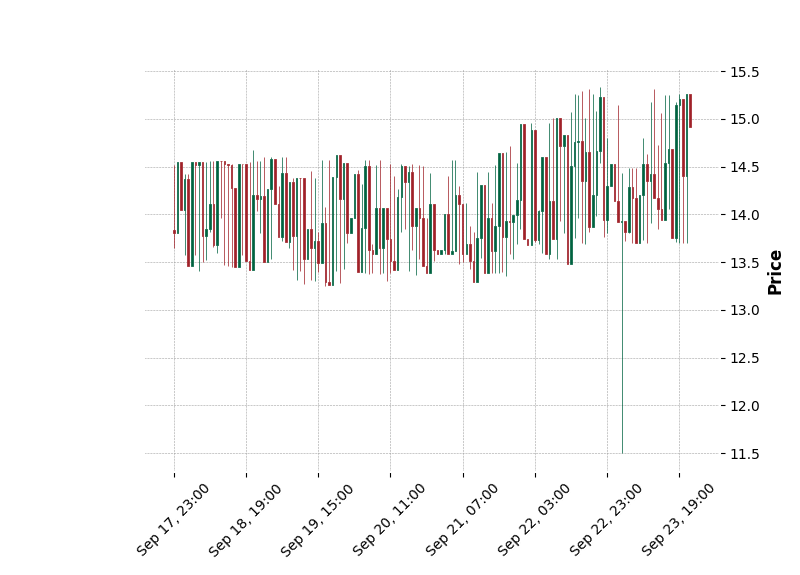 15.5
15.0
14.5
14.0
13.5
13.0
12.5
12.0
11.5
Price
Sep 17, 23:00
Sep 18, 19:00
Sep 19, 15:00
Sep 20, 11:00
Sep 21, 07:00
Sep 22, 03:00
Sep 22, 23:00
Sep 23, 19:00